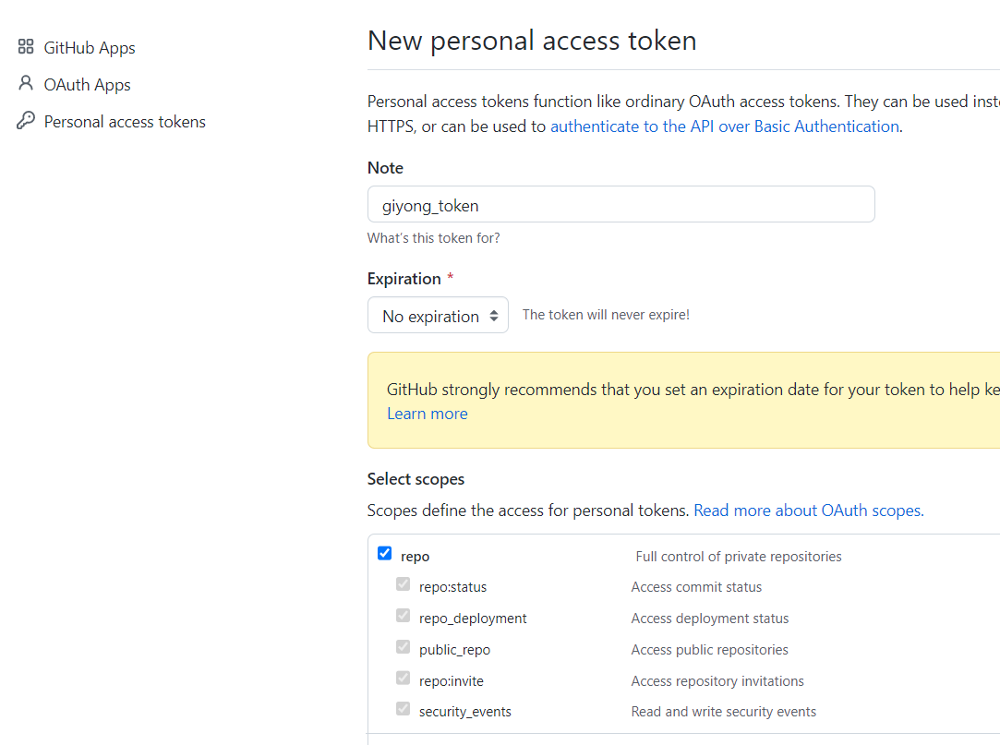 GitHub Apps
OAuth Apps
Personal access tokens
New personal access token
Personal access tokens function like ordinary OAuth access tokens. They can be used
HTTPS, or can be used to authenticate to the API over Basic Authentication.
Note
giyong_token
What's this token for?
Expiration *
No expiration The token will never expire!
GitHub strongly recommends that you set an expiration date for your token to help
Learn more
Select scopes
Scopes define the access for personal tokens. Read more about OAuth scopes.
repo Full control of private repositories
repo:status Access commit status
repo_deployment Access deployment status
public_repo Access public repositories
repo:invite Access repository invitations
security_events Read and write security events